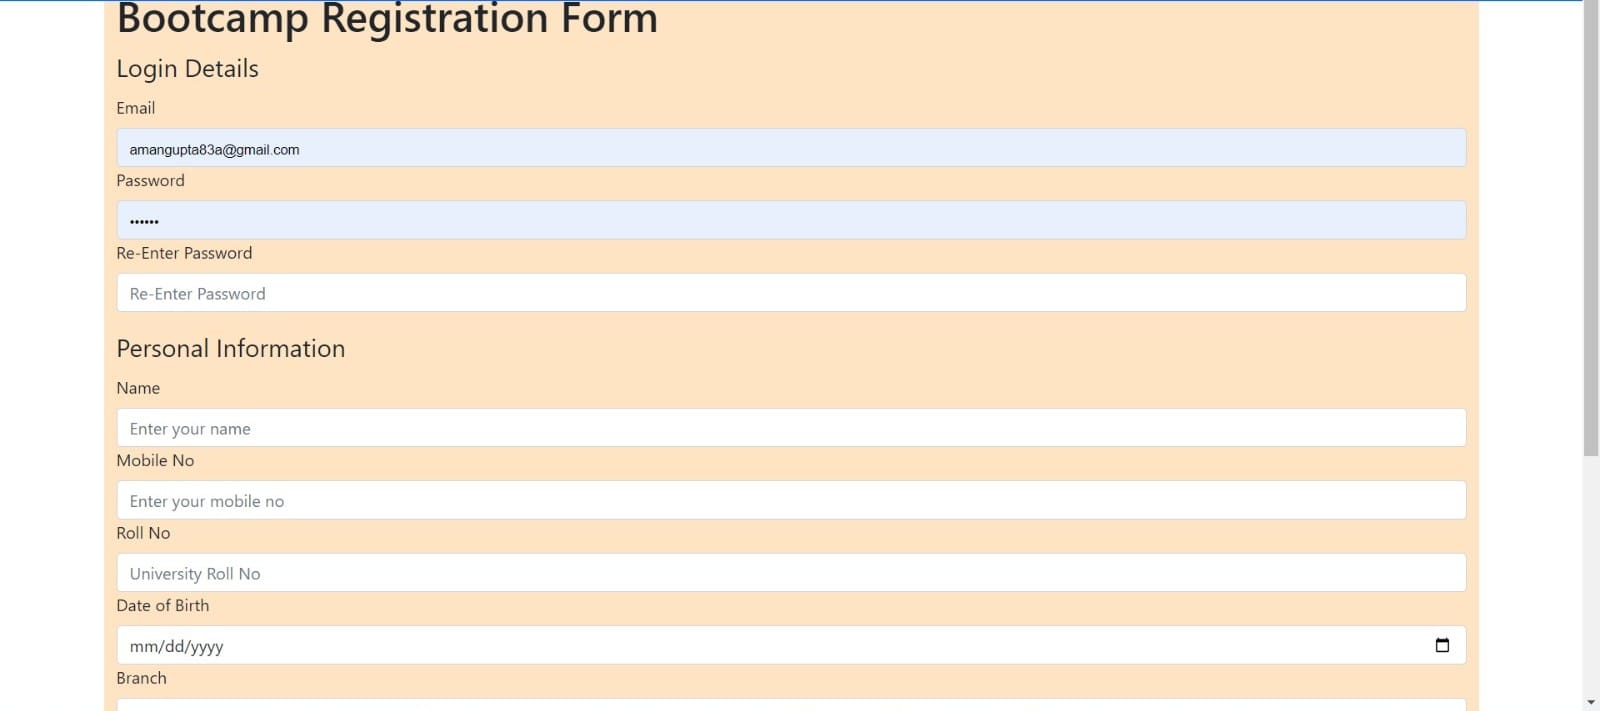 Bootcamp Registration Form
Login Details
Email
amangupta83a@gmail.com
Password
••••••
Re-Enter Password
Re-Enter Password
Personal Information
Name
Enter your name
Mobile No
Enter your mobile no
Roll No
University Roll No
Date of Birth
mm/dd/yyyy
Branch